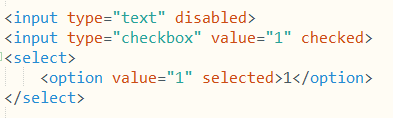 <input type="text" disabled>
<input type="checkbox" value="1" checked>
<select>
    <option value="1" selected>1</option>
</select>